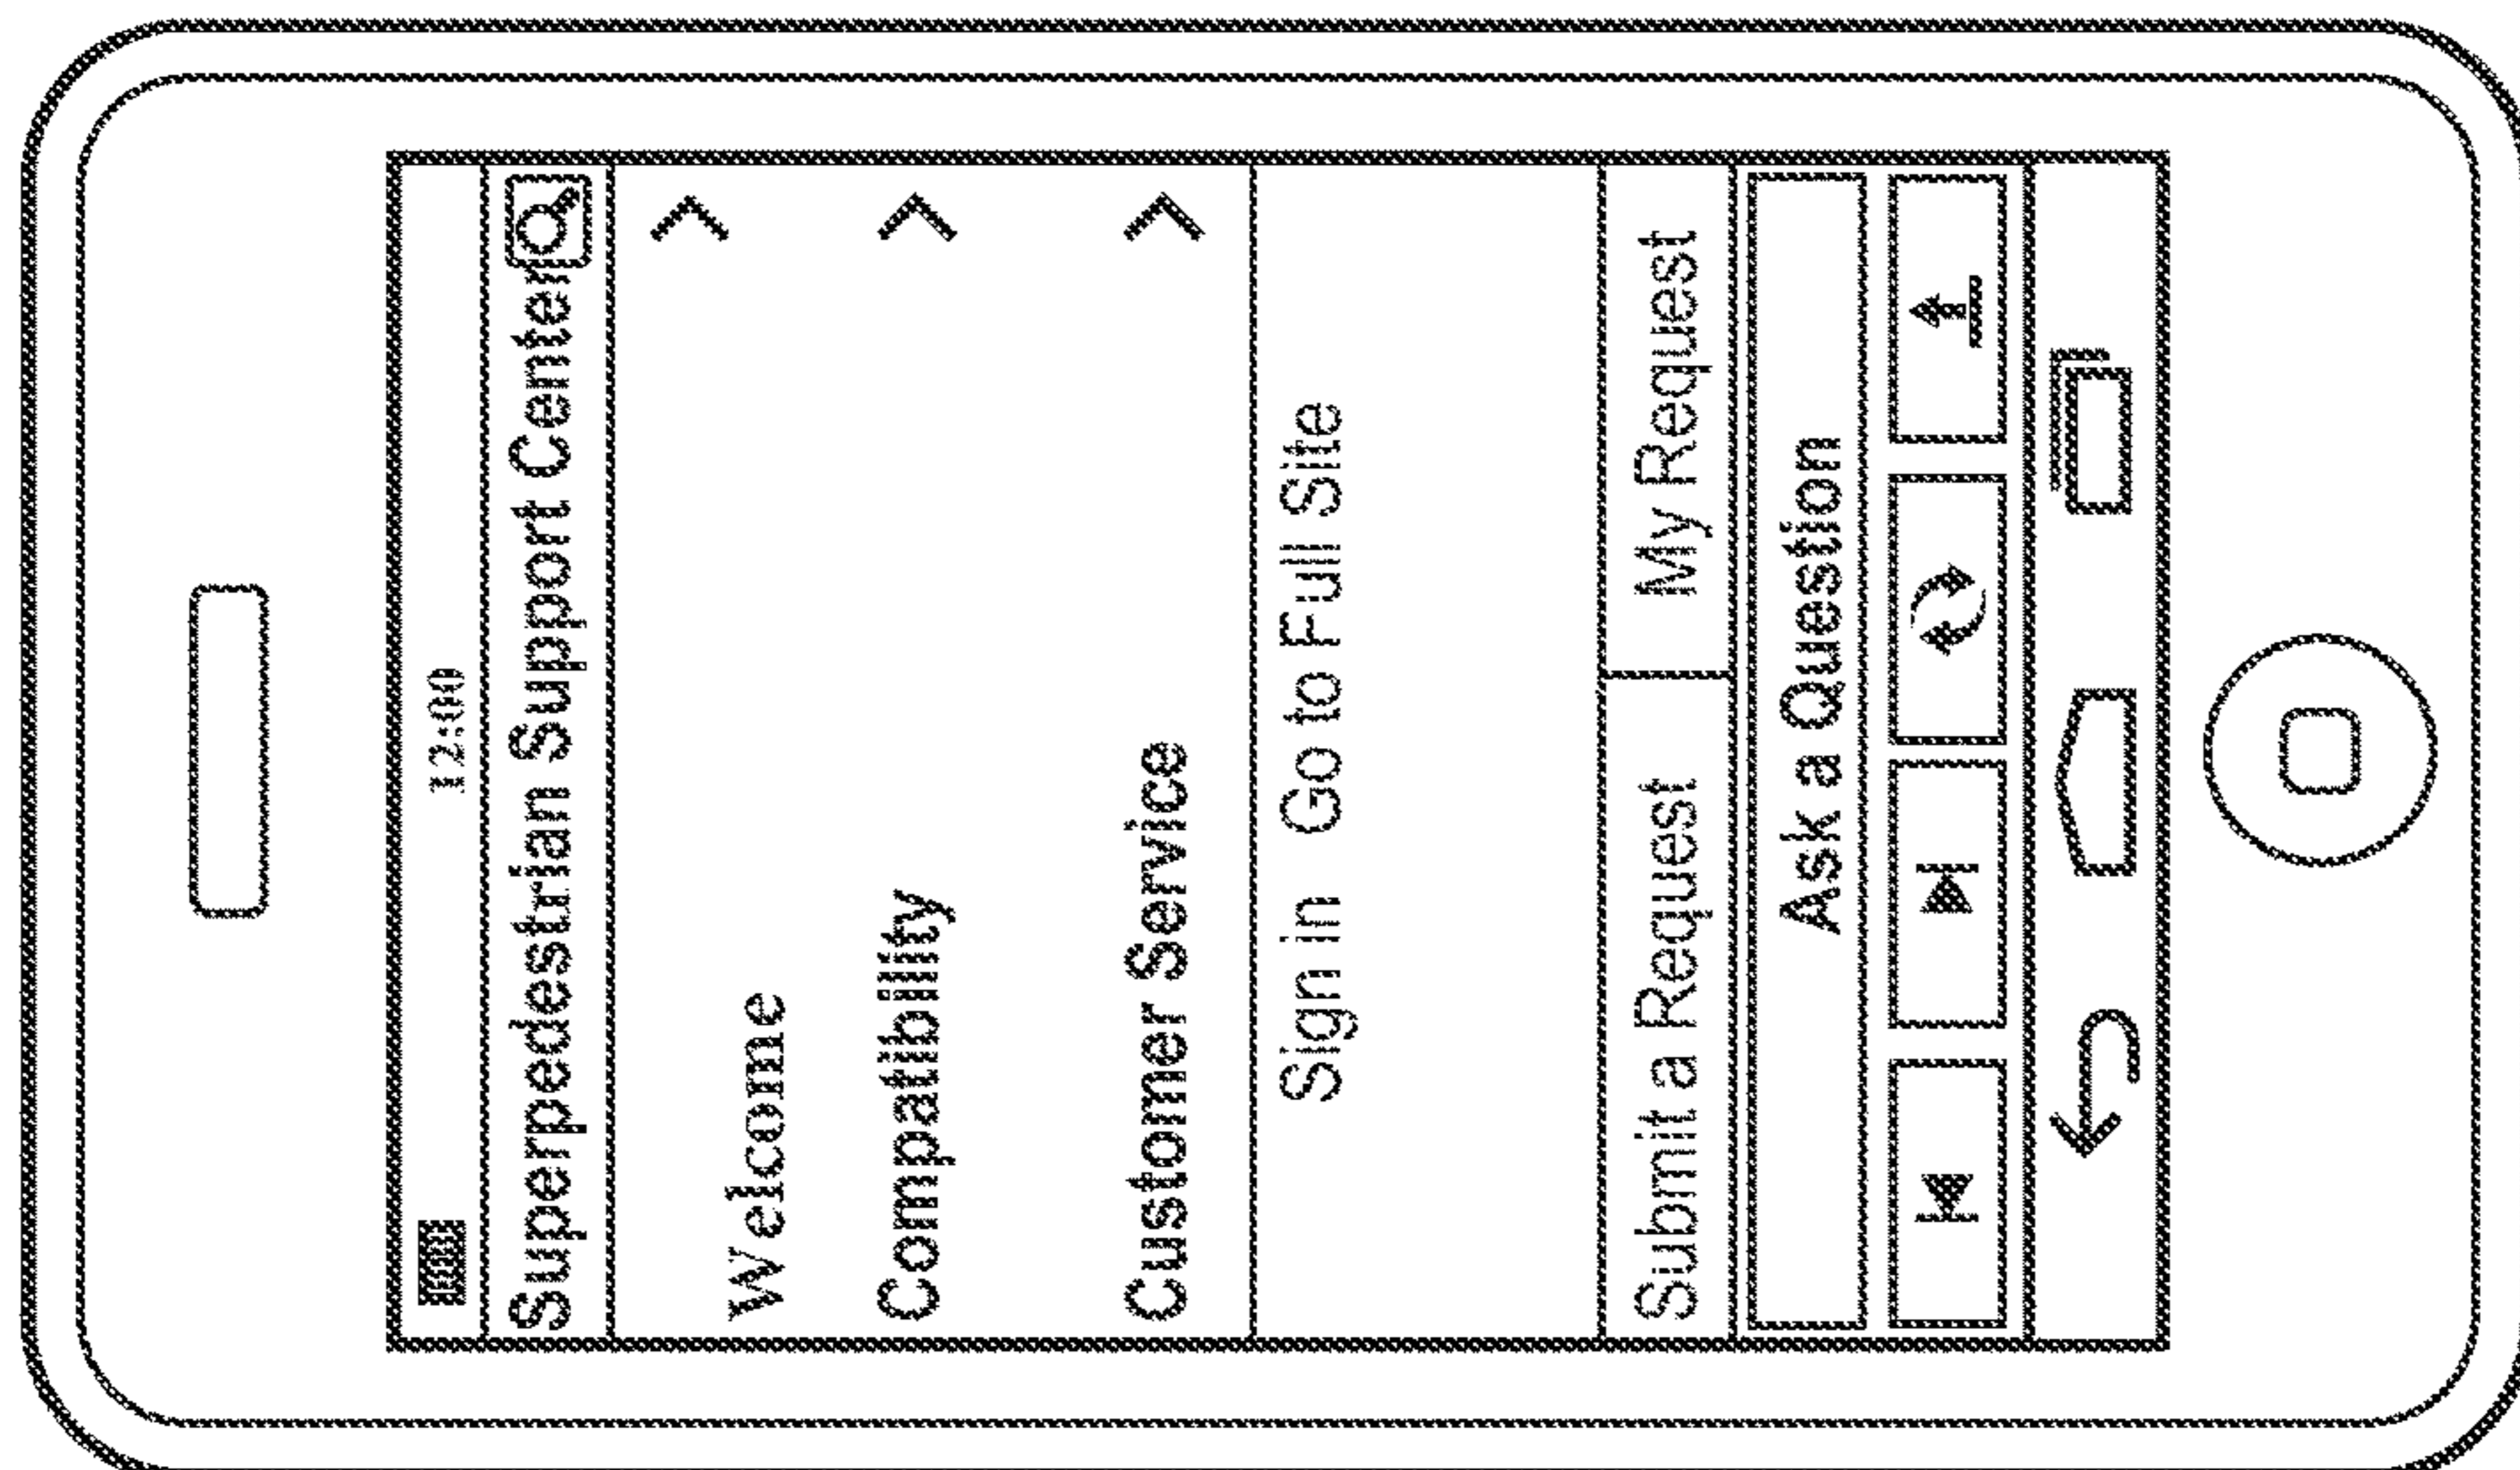 12:00
Superpedestrian Support Center
Welcome
Compatibility
Customer Service
Sign in Go to Full Site
Submit a Request My Request
Ask a Question